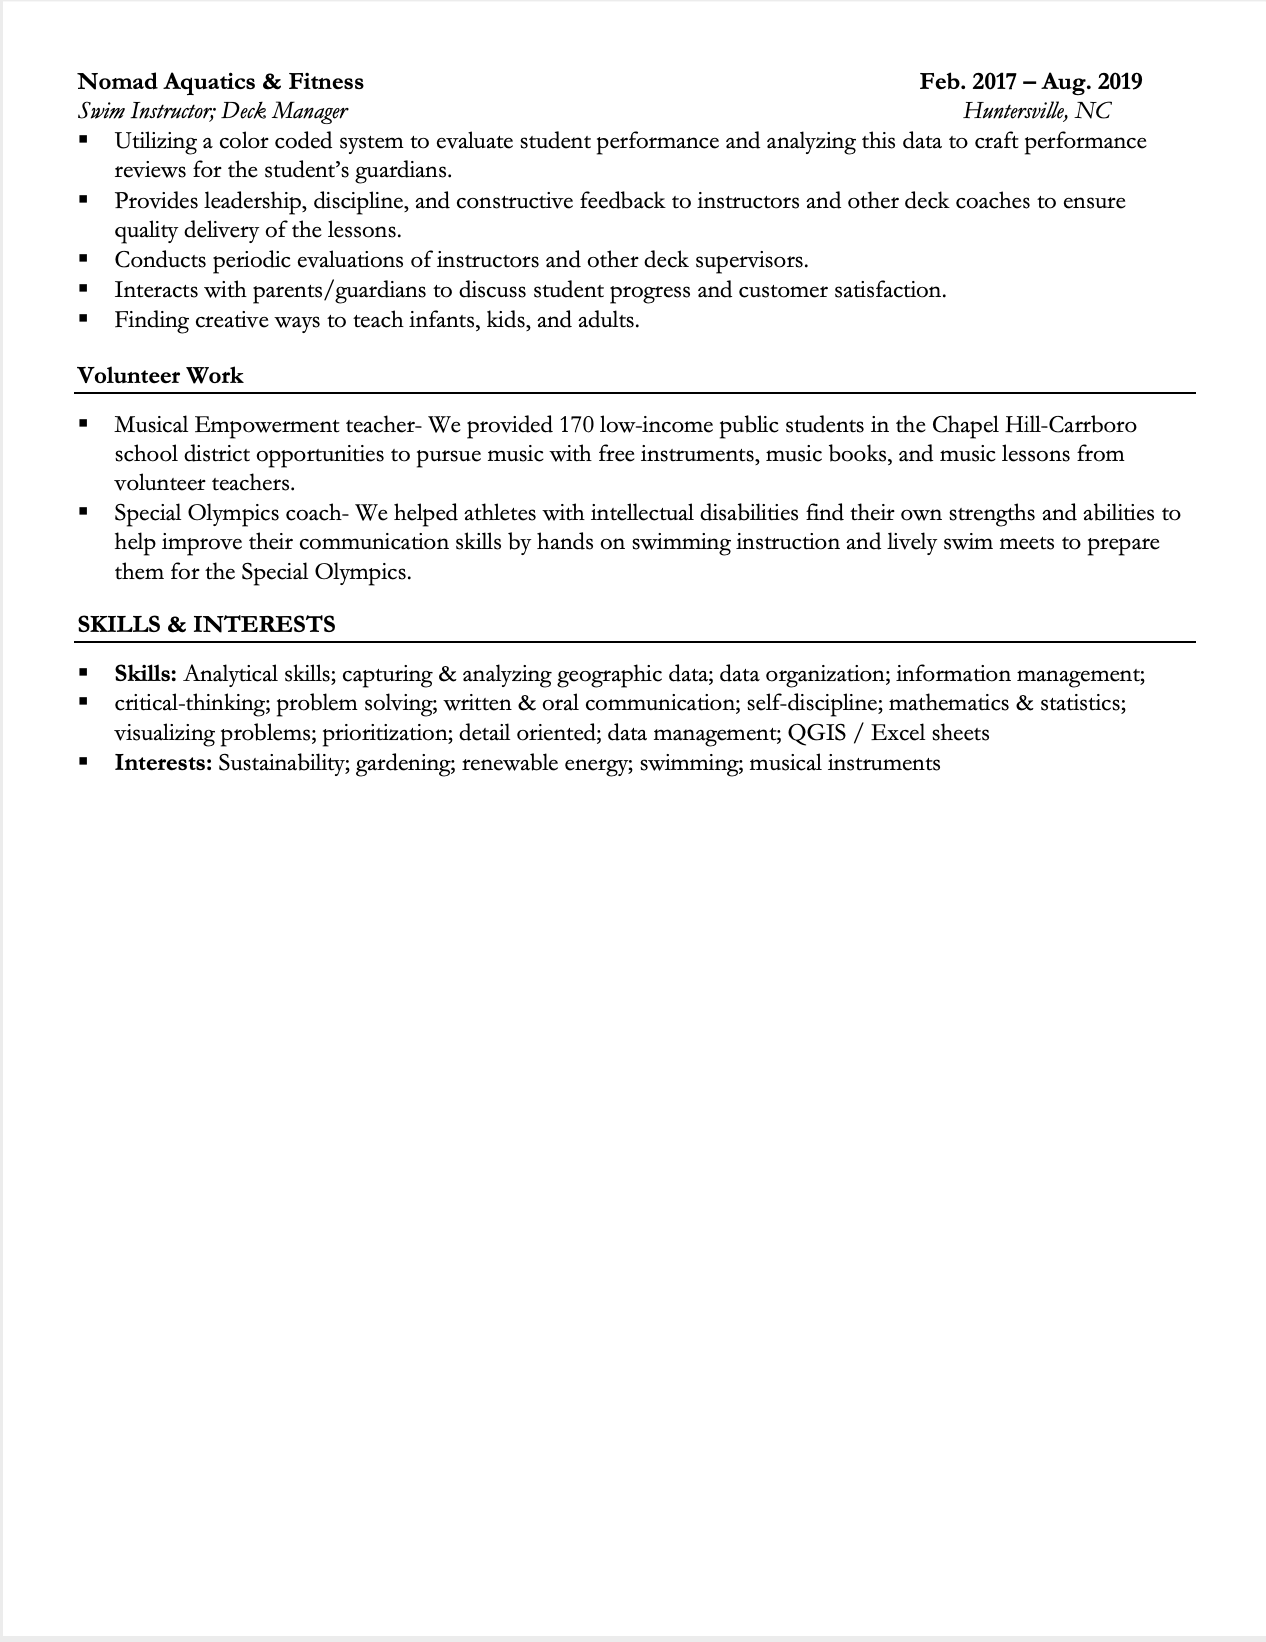 Nomad Aquatics & Fitness Feb. 2017 – Aug. 2019
Swim Instructor; Deck Manager Huntersville, NC
▪ Utilizing a color coded system to evaluate student performance and analyzing this data to craft performance
reviews for the student’s guardians.
▪ Provides leadership, discipline, and constructive feedback to instructors and other deck coaches to ensure
quality delivery of the lessons.
▪ Conducts periodic evaluations of instructors and other deck supervisors.
▪ Interacts with parents/guardians to discuss student progress and customer satisfaction.
▪ Finding creative ways to teach infants, kids, and adults.
Volunteer Work
▪ Musical Empowerment teacher- We provided 170 low-income public students in the Chapel Hill-Carrboro
school district opportunities to pursue music with free instruments, music books, and music lessons from
volunteer teachers.
▪ Special Olympics coach- We helped athletes with intellectual disabilities find their own strengths and abilities to
help improve their communication skills by hands on swimming instruction and lively swim meets to prepare
them for the Special Olympics.
SKILLS & INTERESTS
▪ Skills: Analytical skills; capturing & analyzing geographic data; data organization; information management;
▪ critical-thinking; problem solving; written & oral communication; self-discipline; mathematics & statistics;
visualizing problems; prioritization; detail oriented; data management; QGIS / Excel sheets
▪ Interests: Sustainability; gardening; renewable energy; swimming; musical instruments